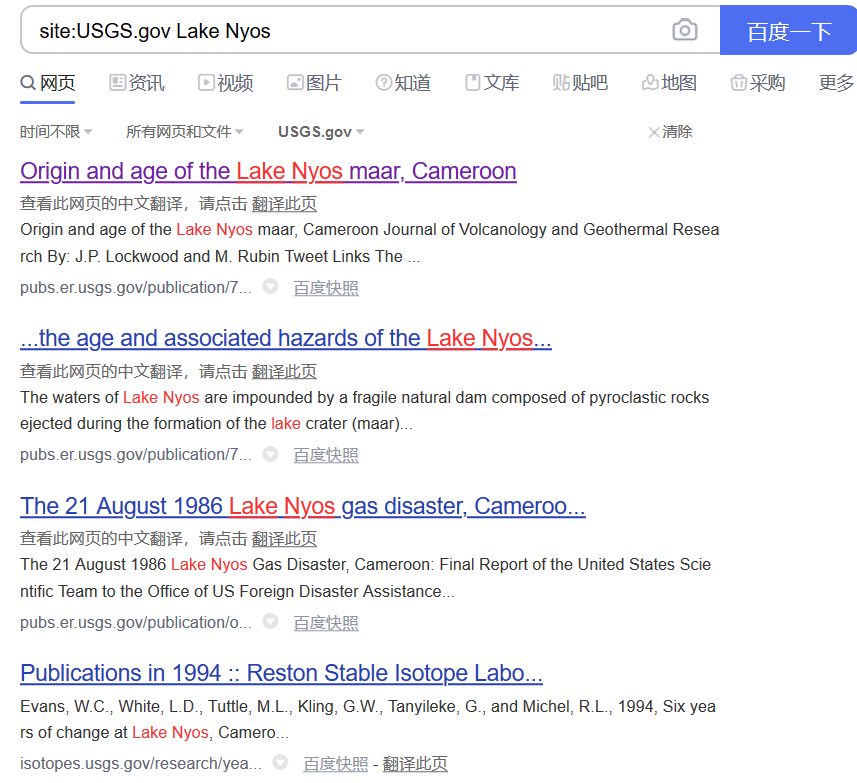 site:USGS.gov Lake Nyos 百度一下
网页 资讯 视频 图片 知道 文库 贴吧 地图 采购 更多
时间不限 所有网页和文件 USGS.gov 清除
Origin and age of the Lake Nyos maar, Cameroon
查看此网页的中文翻译，请点击 翻译此页
Origin and age of the Lake Nyos maar, Cameroon Journal of Volcanology and Geothermal Resea
rch By: J.P. Lockwood and M. Rubin Tweet Links The ...
pubs.er.usgs.gov/publication/7... 百度快照
...the age and associated hazards of the Lake Nyos...
查看此网页的中文翻译，请点击 翻译此页
The waters of Lake Nyos are impounded by a fragile natural dam composed of pyroclastic rocks
ejected during the formation of the lake crater (maar)...
pubs.er.usgs.gov/publication/7... 百度快照
The 21 August 1986 Lake Nyos gas disaster, Cameroo...
查看此网页的中文翻译，请点击 翻译此页
The 21 August 1986 Lake Nyos Gas Disaster, Cameroon: Final Report of the United States Scie
ntific Team to the Office of US Foreign Disaster Assistance...
pubs.er.usgs.gov/publication/o... 百度快照
Publications in 1994 :: Reston Stable Isotope Labo...
Evans, W.C., White, L.D., Tuttle, M.L., Kling, G.W., Tanyileke, G., and Michel, R.L., 1994, Six yea
rs of change at Lake Nyos, Camero...
isotopes.usgs.gov/research/yea... 百度快照 - 翻译此页